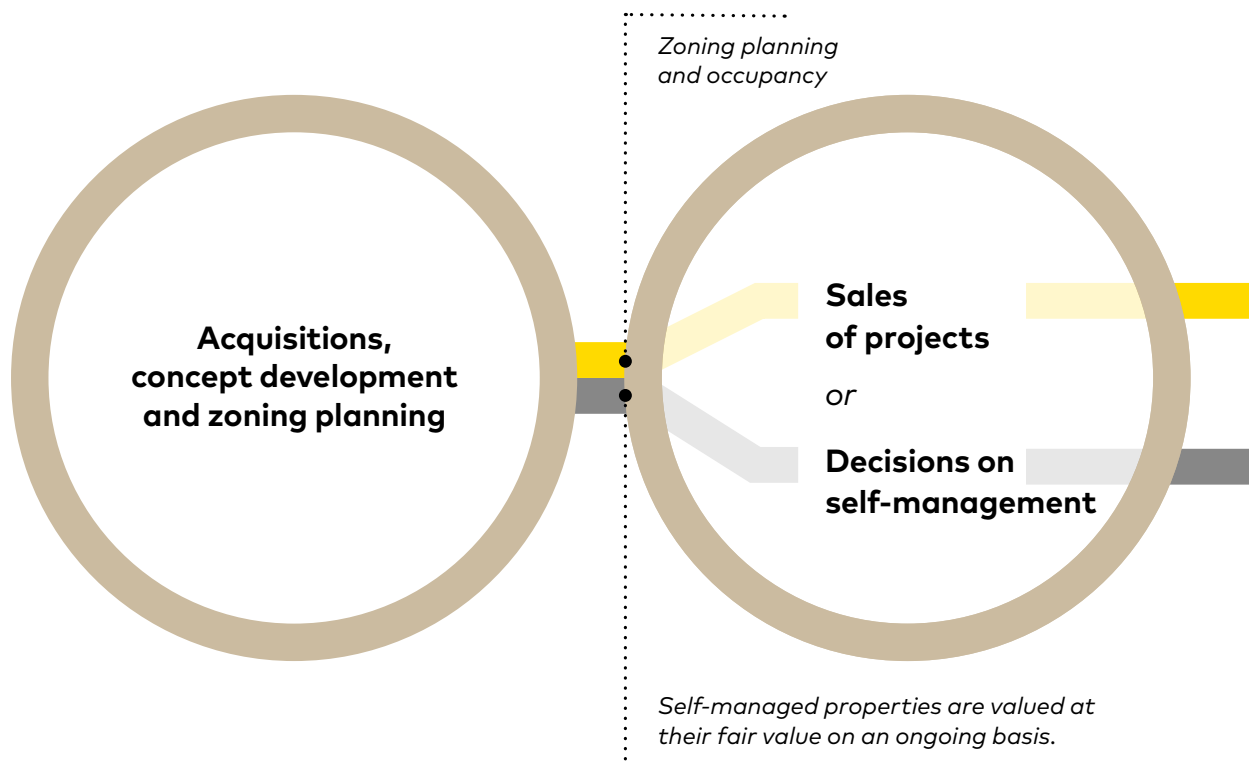 Zoning planning
and occupancy
Acquisitions,
concept development
and zoning planning
Sales
of projects
or
Decisions on
self-management
Self-managed properties are valued at
their fair value on an ongoing basis.